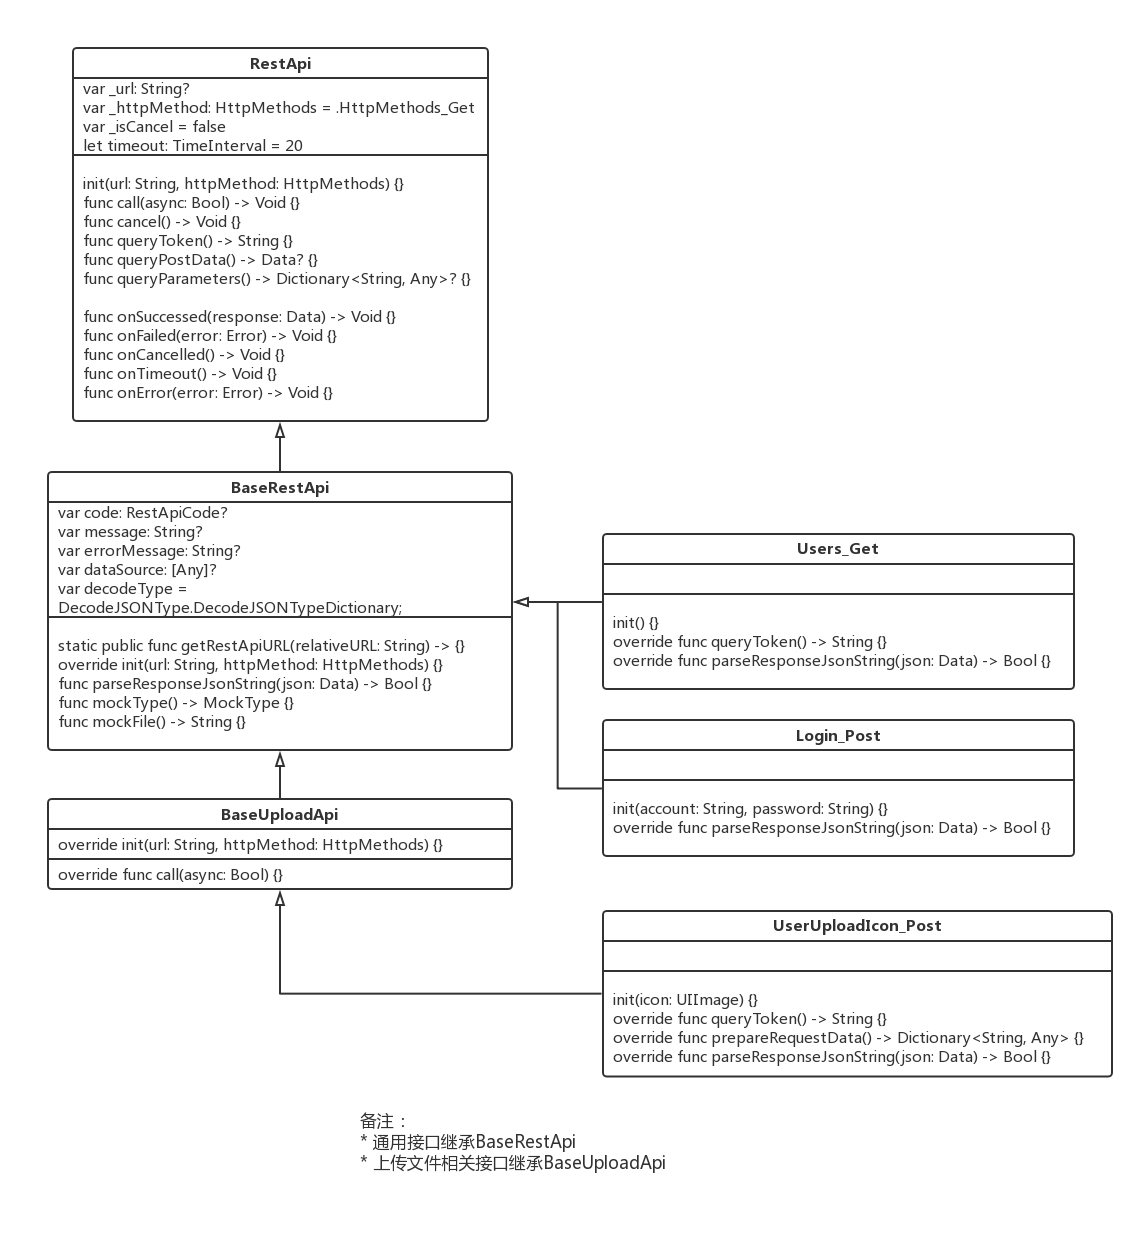 RestApi
var _url: String?
var _httpMethod: HttpMethods = .HttpMethods_Get
var _isCancel = false
let timeout: TimeInterval = 20
init(url: String, httpMethod: HttpMethods) {}
func call(async: Bool) -> Void {}
func cancel() -> Void {}
func queryToken() -> String {}
func queryPostData() -> Data? {}
func queryParameters() -> Dictionary<String, Any>? {}
func onSuccessed(response: Data) -> Void {}
func onFailed(error: Error) -> Void {}
func onCancelled() -> Void {}
func onTimeout() -> Void {}
func onError(error: Error) -> Void {}
BaseRestApi
var code: RestApiCode?
var message: String?
var errorMessage: String?
var dataSource: [Any]?
var decodeType =
DecodeJSONType.DecodeJSONTypeDictionary;
static public func getRestApiURL(relativeURL: String) -> {}
override init(url: String, httpMethod: HttpMethods) {}
func parseResponseJsonString(json: Data) -> Bool {}
func mockType() -> MockType {}
func mockFile() -> String {}
Users_Get
init() {}
override func queryToken() -> String {}
override func parseResponseJsonString(json: Data) -> Bool {}
Login_Post
init(account: String, password: String) {}
override func parseResponseJsonString(json: Data) -> Bool {}
BaseUploadApi
override init(url: String, httpMethod: HttpMethods) {}
override func call(async: Bool) {}
UserUploadIcon_Post
init(icon: UIImage) {}
override func queryToken() -> String {}
override func prepareRequestData() -> Dictionary<String, Any> {}
override func parseResponseJsonString(json: Data) -> Bool {}
备注：
* 通用接口继承BaseRestApi
* 上传文件相关接口继承BaseUploadApi